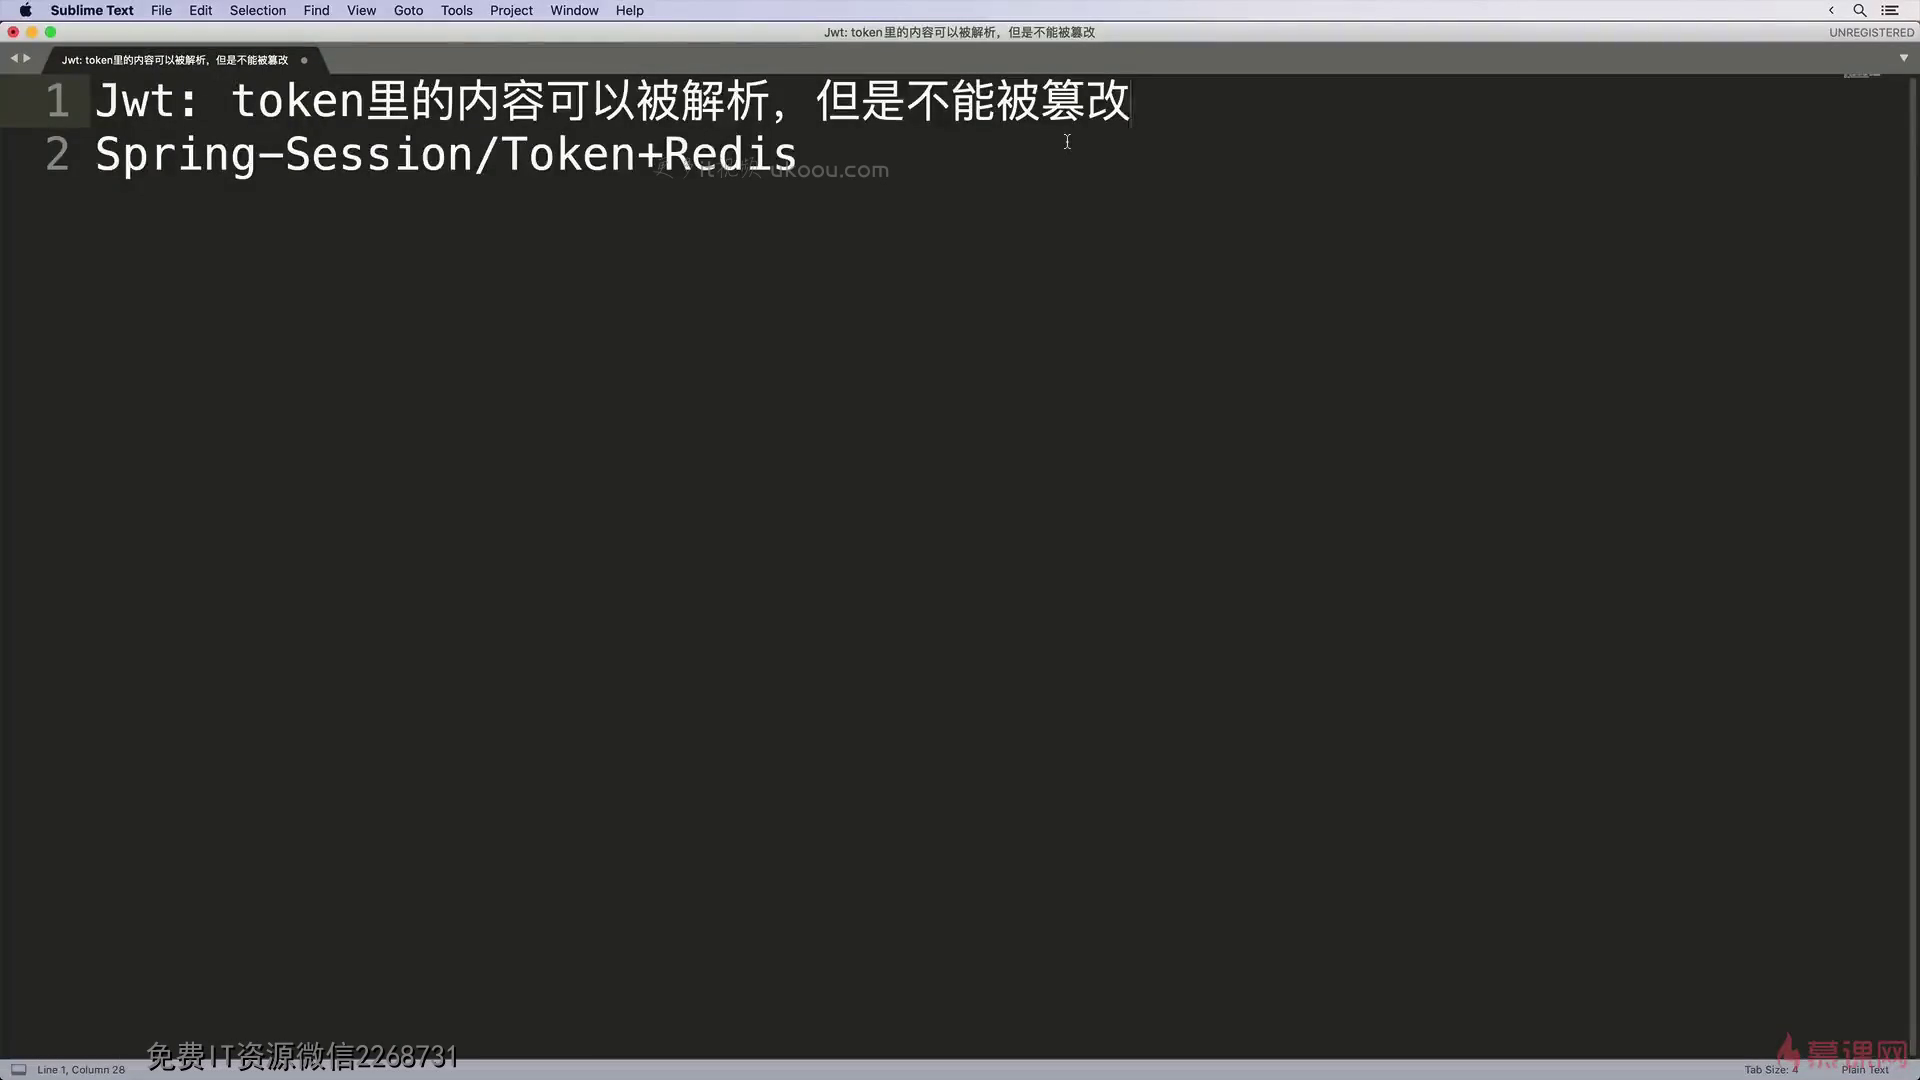 Sublime Text File Edit Selection Find View Goto Tools Project Window Help
Jwt: token里的内容可以被解析，但是不能被篡改
UNREGISTERED
Jwt: token里的内容可以被解析，但是不能被篡改
1 Jwt: token里的内容可以被解析，但是不能被篡改
2 Spring-Session/Token+Redis
it视频 ukoou.com
免费IT资源微信2268731
慕课网
Line 1, Column 28
Tab Size: 4
Plain Text